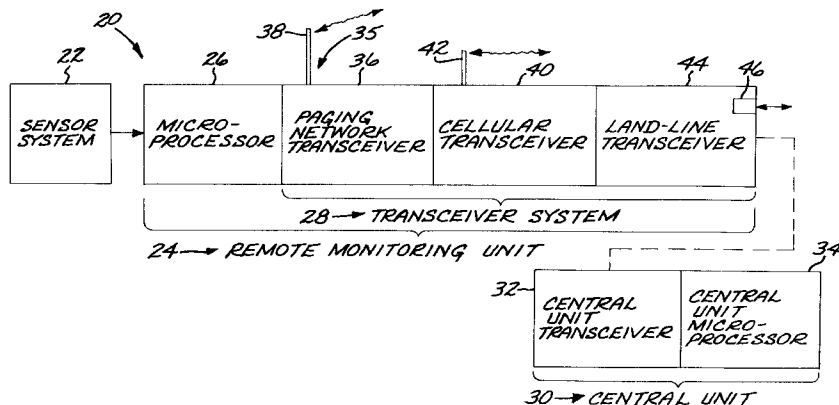 20
22
26
38
35
36
42
40
44
46
SENSOR
SYSTEM
MICRO-
PROCESSOR
PAGING
NETWORK
TRANSCEIVER
CELLULAR
TRANSCEIVER
LAND-LINE
TRANSCEIVER
28 → TRANSCEIVER SYSTEM
24 → REMOTE MONITORING UNIT
32
34
CENTRAL
UNIT
TRANSCEIVER
CENTRAL
UNIT
MICRO-
PROCESSOR
30 → CENTRAL UNIT